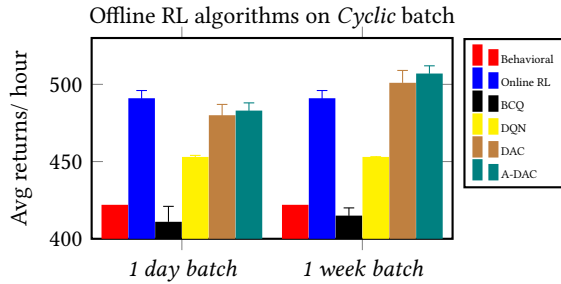 Offline RL algorithms on Cyclic batch
Avg returns/ hour
500
450
400
1 day batch
1 week batch
Behavioral
Online RL
BCQ
DQN
DAC
A-DAC